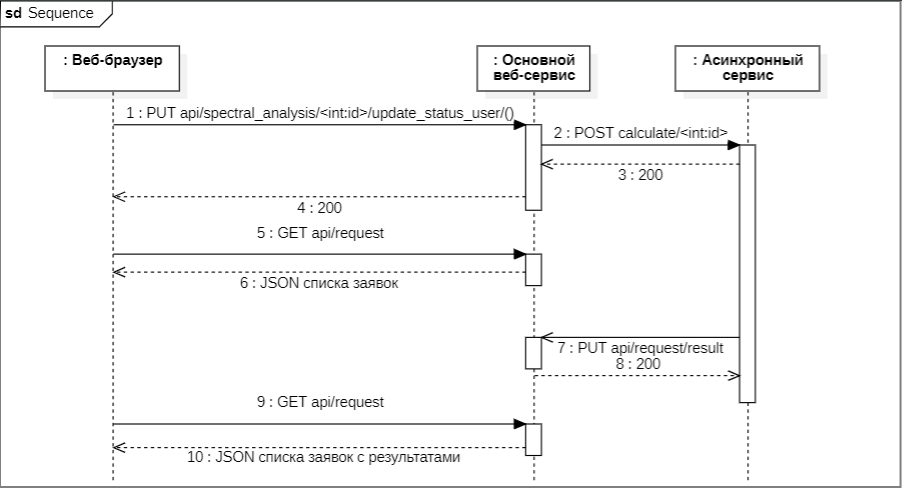 sd Sequence
: Веб-браузер
: Основной
веб-сервис
: Асинхронный
сервис
1 : PUT api/spectral_analysis/<int:id>/update_status_user/()
2 : POST calculate/<int:id>
3 : 200
4 : 200
5 : GET api/request
6 : JSON списка заявок
7 : PUT api/request/result
8 : 200
9 : GET api/request
10 : JSON списка заявок с результатами